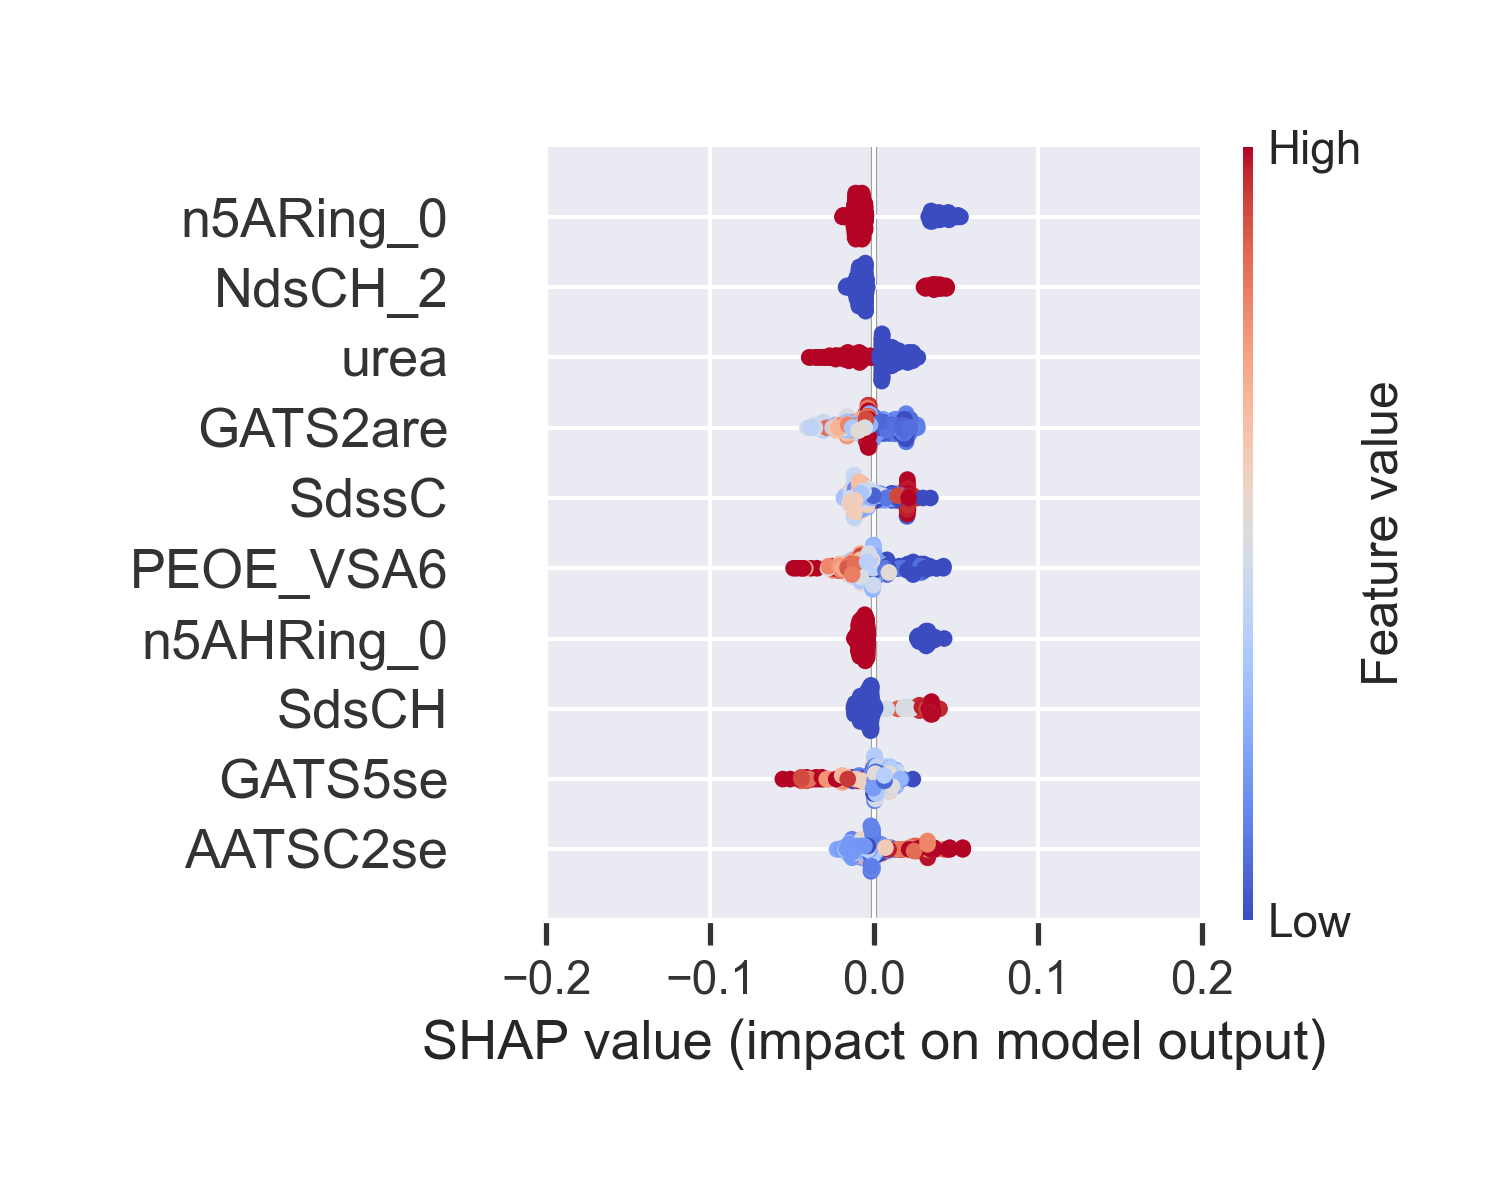 High
n5ARing_0
NdsCH_2
urea
GATS2are
SdssC
PEOE_VSA6
n5AHRing_0
SdsCH
GATS5se
AATSC2se
Feature value
Low
−0.2 −0.1 0.0 0.1 0.2
SHAP value (impact on model output)